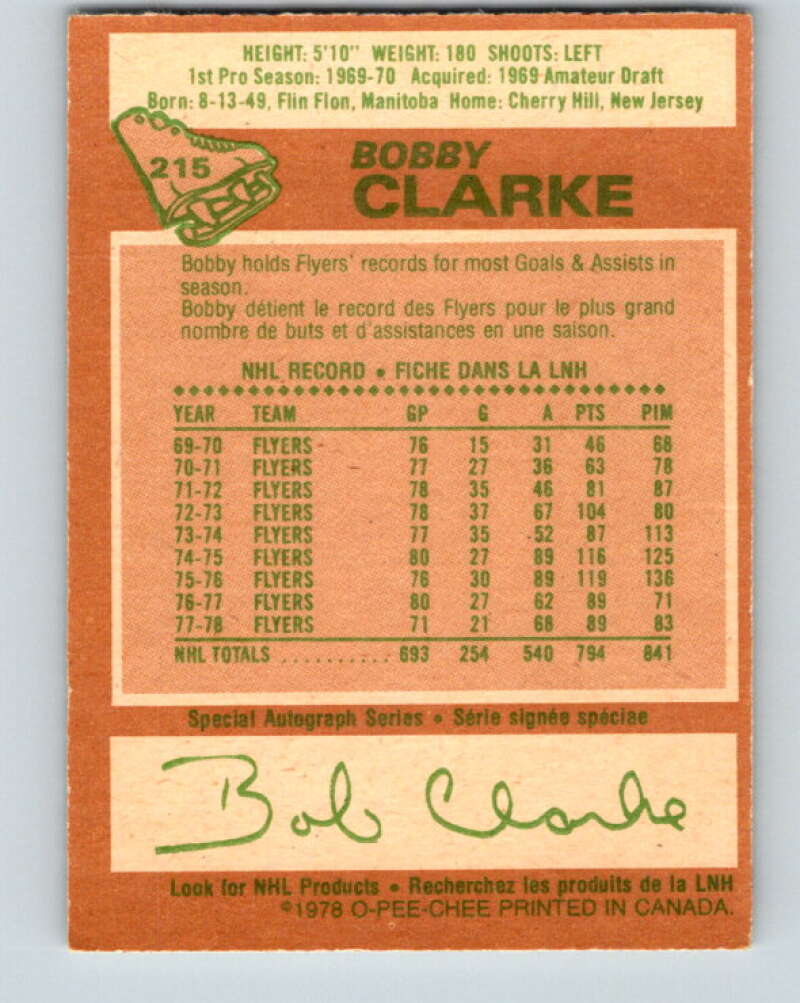 HEIGHT: 5'10" WEIGHT: 180 SHOOTS: LEFT
1st Pro Season: 1969-70 Acquired: 1969 Amateur Draft
Born: 8-13-49, Flin Flon, Manitoba Home: Cherry Hill, New Jersey
215
BOBBY
CLARKE
Bobby holds Flyers' records for most Goals & Assists in
season.
Bobby détient le record des Flyers pour le plus grand
nombre de buts et d'assistances en une saison.
NHL RECORD • FICHE DANS LA LNH
YEAR TEAM GP G A PTS PIM
69-70 FLYERS 76 15 31 46 68
70-71 FLYERS 77 27 36 63 78
71-72 FLYERS 78 35 46 81 87
72-73 FLYERS 78 37 67 104 80
73-74 FLYERS 77 35 52 87 113
74-75 FLYERS 80 27 89 116 125
75-76 FLYERS 76 30 89 119 136
76-77 FLYERS 80 27 62 89 71
77-78 FLYERS 71 21 68 89 83
NHL TOTALS .......... 693 254 540 794 841
Special Autograph Series • Série signée spéciae
Bob Clarke
Look for NHL Products • Recherchez les produits de la LNH
©1978 O-PEE-CHEE PRINTED IN CANADA.